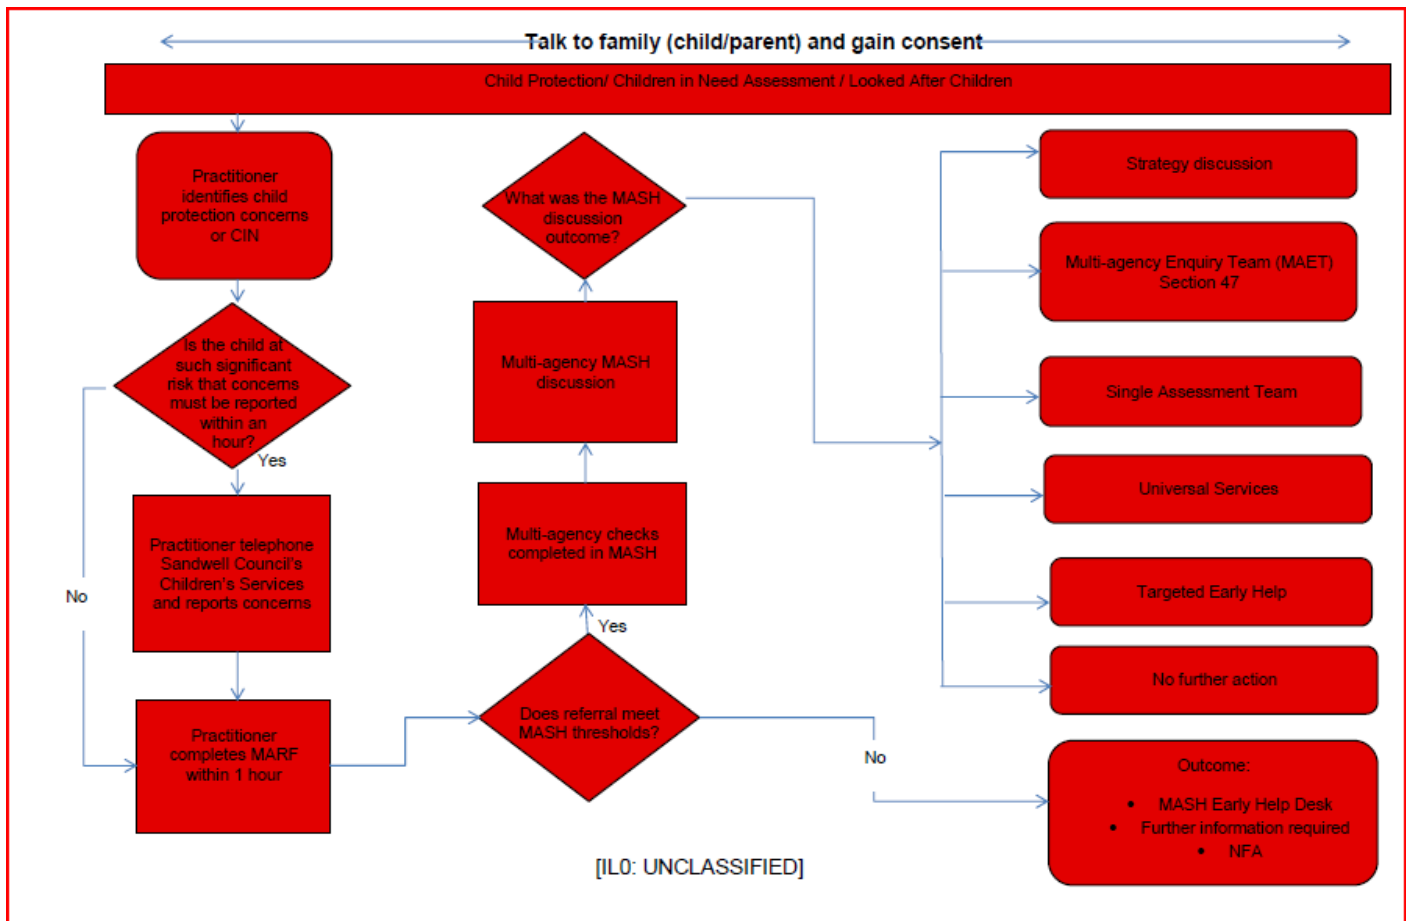 Talk to family (child/parent) and gain consent
Child Protection/ Children in Need Assessment / Looked After Children
Practitioner
identifies child
protection concerns
or CIN
Is the child at
such significant
risk that concerns
must be reported
within an
hour?
Yes
No
Practitioner telephone
Sandwell Council's
Children's Services
and reports concerns
Practitioner
completes MARF
within 1 hour
What was the MASH
discussion
outcome?
Multi-agency MASH
discussion
Multi-agency checks
completed in MASH
Yes
Does referral meet
MASH thresholds?
No
Strategy discussion
Multi-agency Enquiry Team (MAET)
Section 47
Single Assessment Team
Universal Services
Targeted Early Help
No further action
Outcome:
• MASH Early Help Desk
• Further information required
• NFA
[IL0: UNCLASSIFIED]